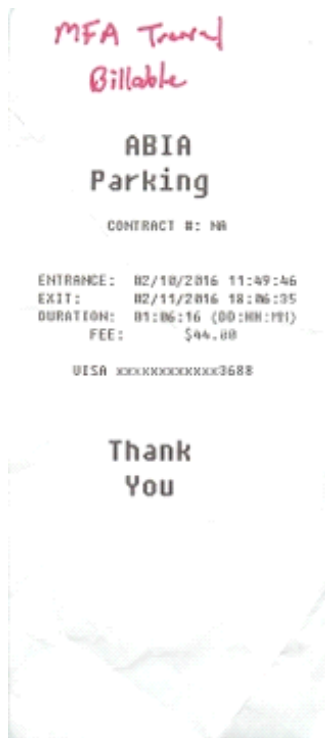 MFA Travel
Billable
ABIA
Parking
CONTRACT #: NA
ENTRANCE: 02/10/2016 11:49:46
EXIT: 02/11/2016 18:06:35
DURATION: 01:06:16 (DD:HH:MM)
FEE: $44.00
VISA xxxxxxxxxxxx3688
Thank
You